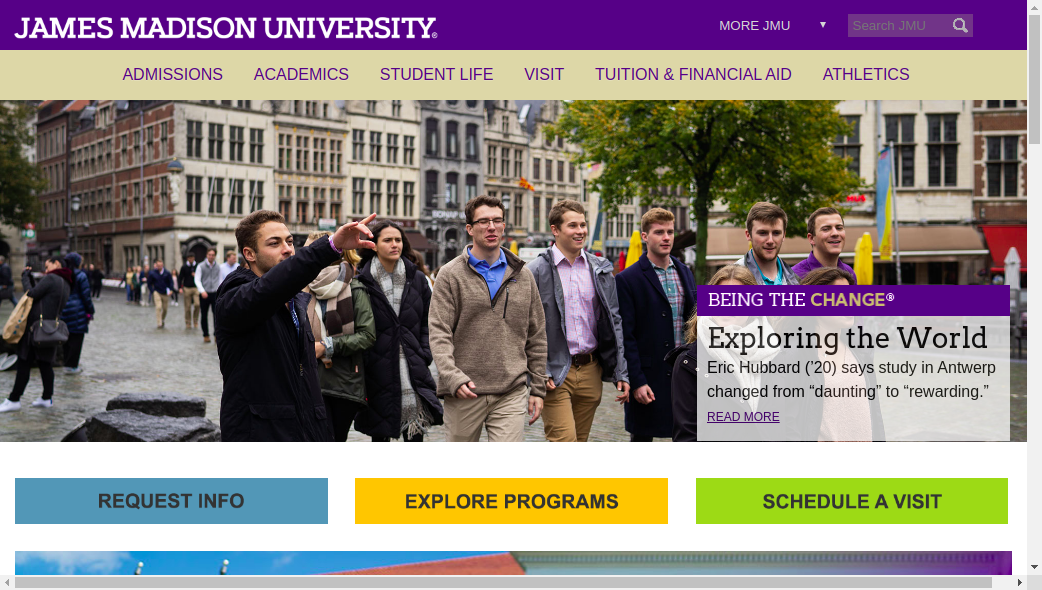 JAMES MADISON UNIVERSITY®
MORE JMU ▼
Search JMU
ADMISSIONS ACADEMICS STUDENT LIFE VISIT TUITION & FINANCIAL AID ATHLETICS
BEING THE CHANGE®
Exploring the World
Eric Hubbard (’20) says study in Antwerp
changed from “daunting” to “rewarding.”
READ MORE
REQUEST INFO EXPLORE PROGRAMS SCHEDULE A VISIT